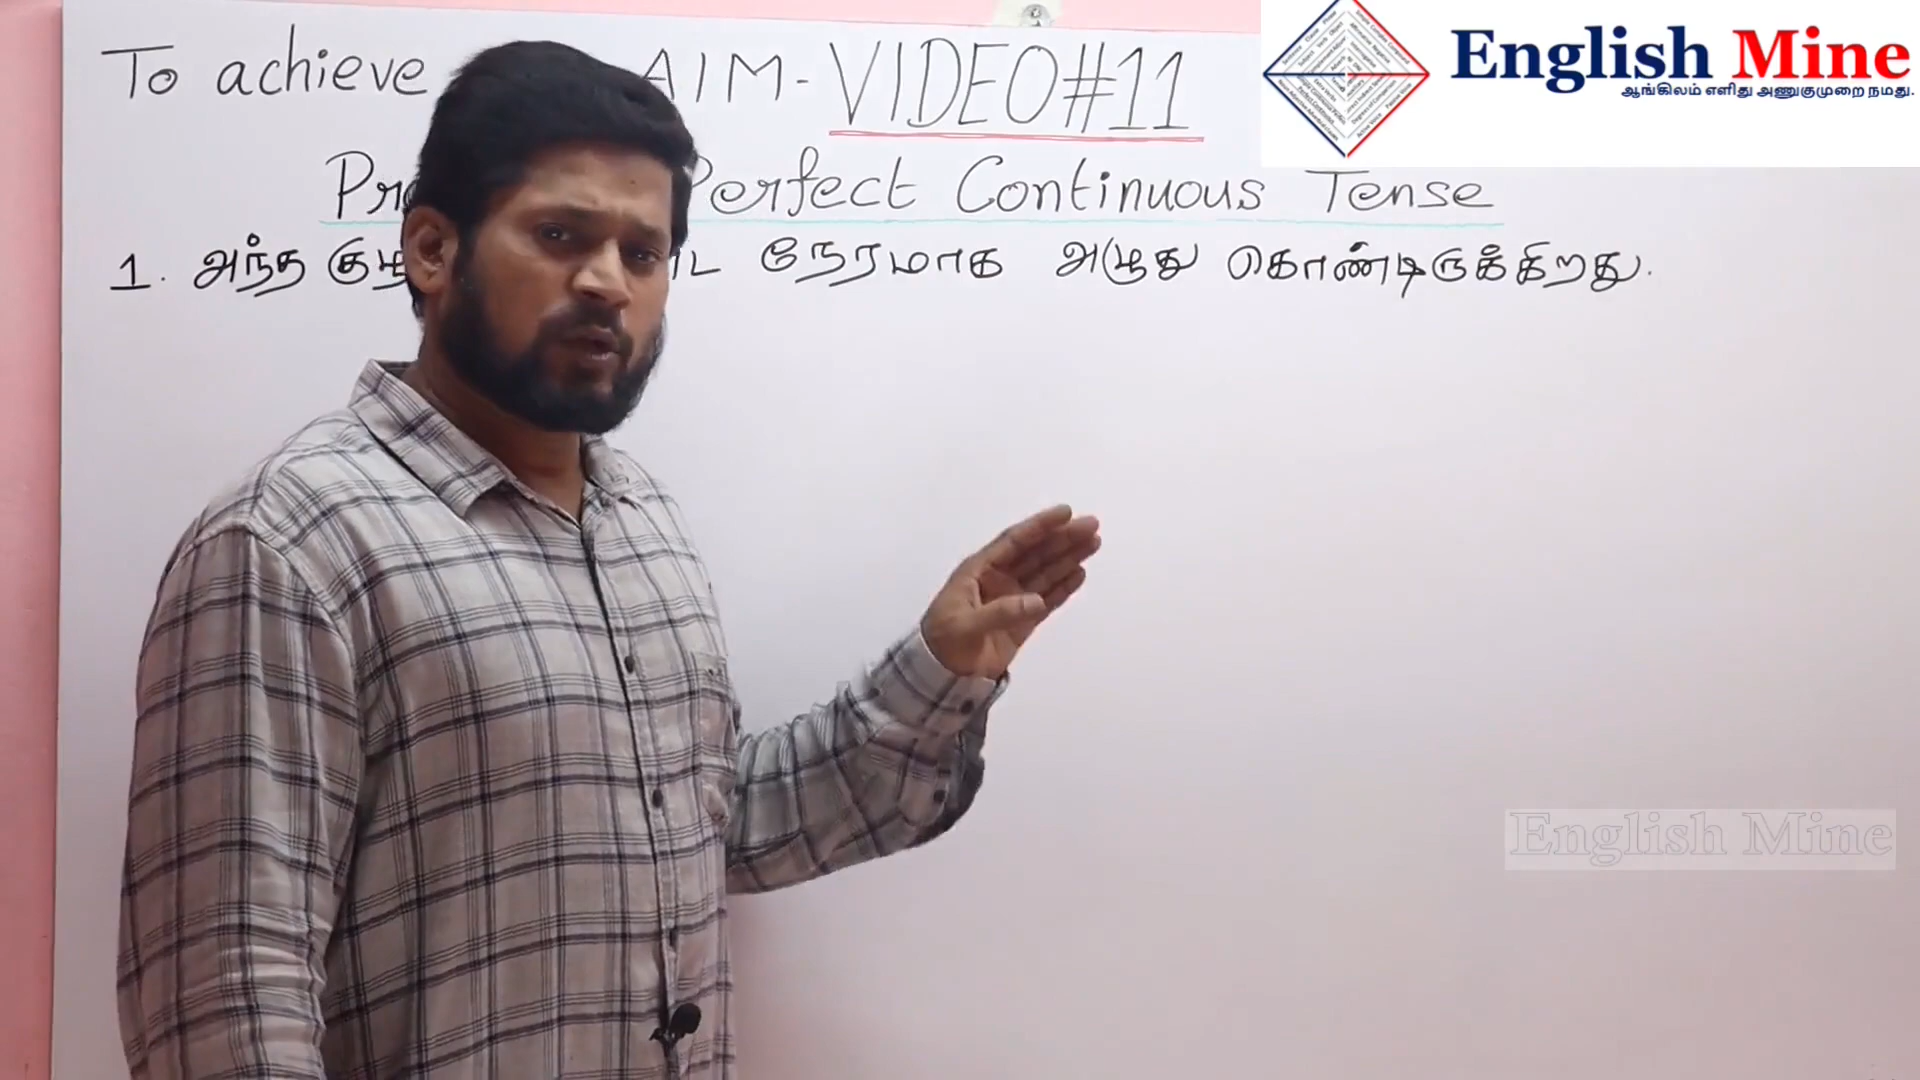 To achieve AIM - VIDEO#11
Perfect Continuous Tense
1. அந்த நேரமாக அழுது கொண்டிருக்கிறது.
English Mine
ஆங்கிலம் எளிது அணுகுமுறை நமது.
English Mine